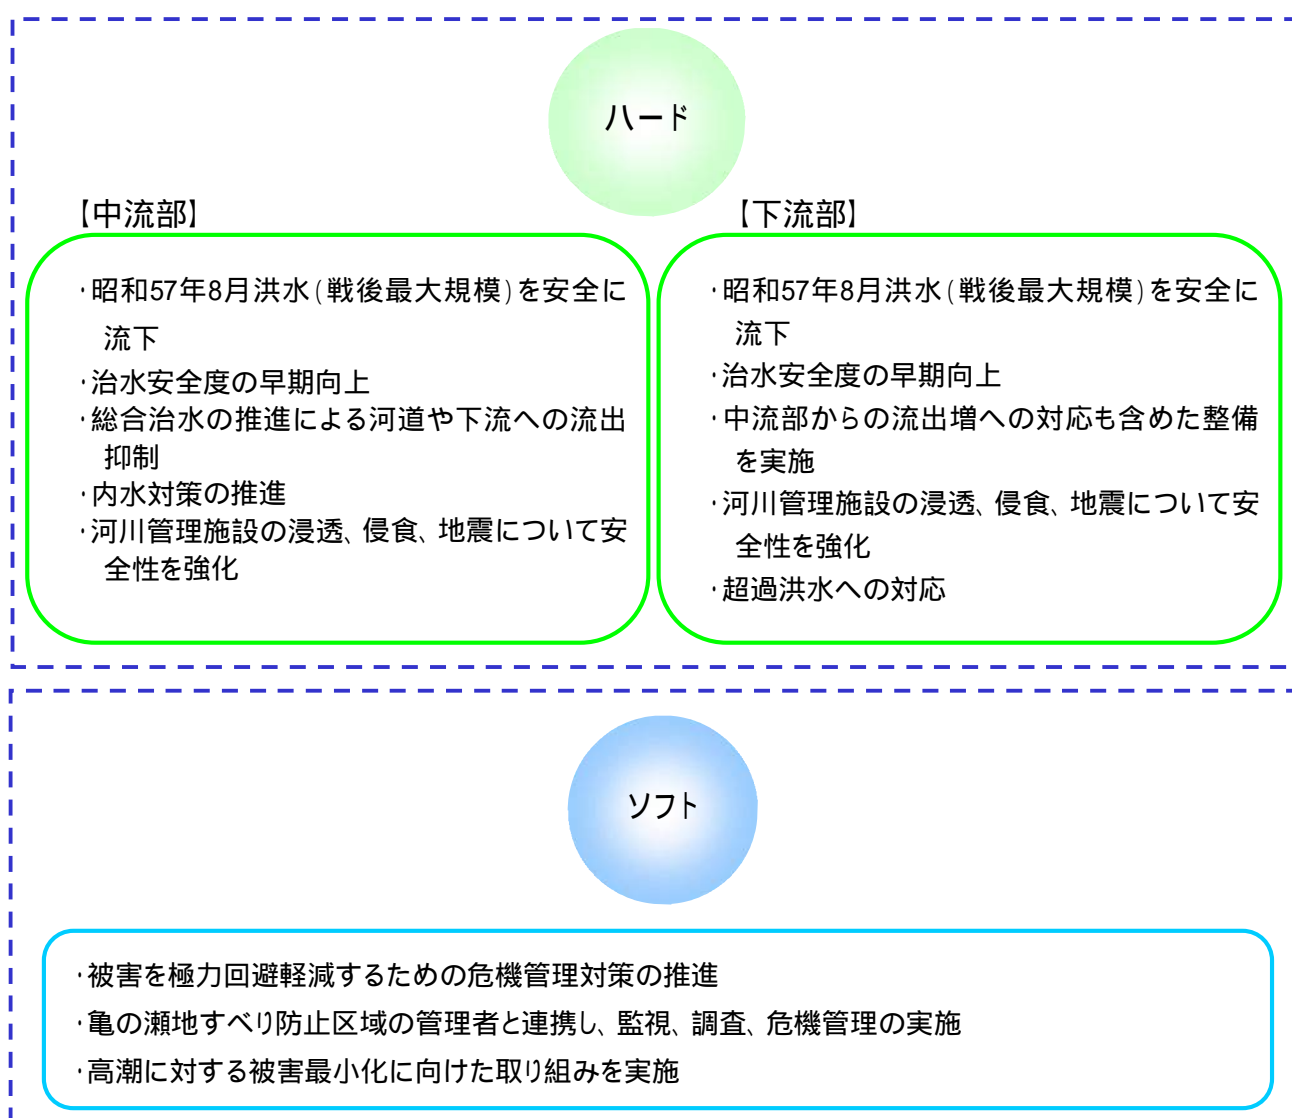 ハード
【中流部】
・昭和57年8月洪水(戦後最大規模)を安全に
流下
・治水安全度の早期向上
・総合治水の推進による河道や下流への流出
抑制
・内水対策の推進
・河川管理施設の浸透、侵食、地震について安
全性を強化
【下流部】
・昭和57年8月洪水(戦後最大規模)を安全に
流下
・治水安全度の早期向上
・中流部からの流出増への対応も含めた整備
を実施
・河川管理施設の浸透、侵食、地震について安
全性を強化
・超過洪水への対応
ソフト
・被害を極力回避軽減するための危機管理対策の推進
・亀の瀬地すべり防止区域の管理者と連携し、監視、調査、危機管理の実施
・高潮に対する被害最小化に向けた取り組みを実施